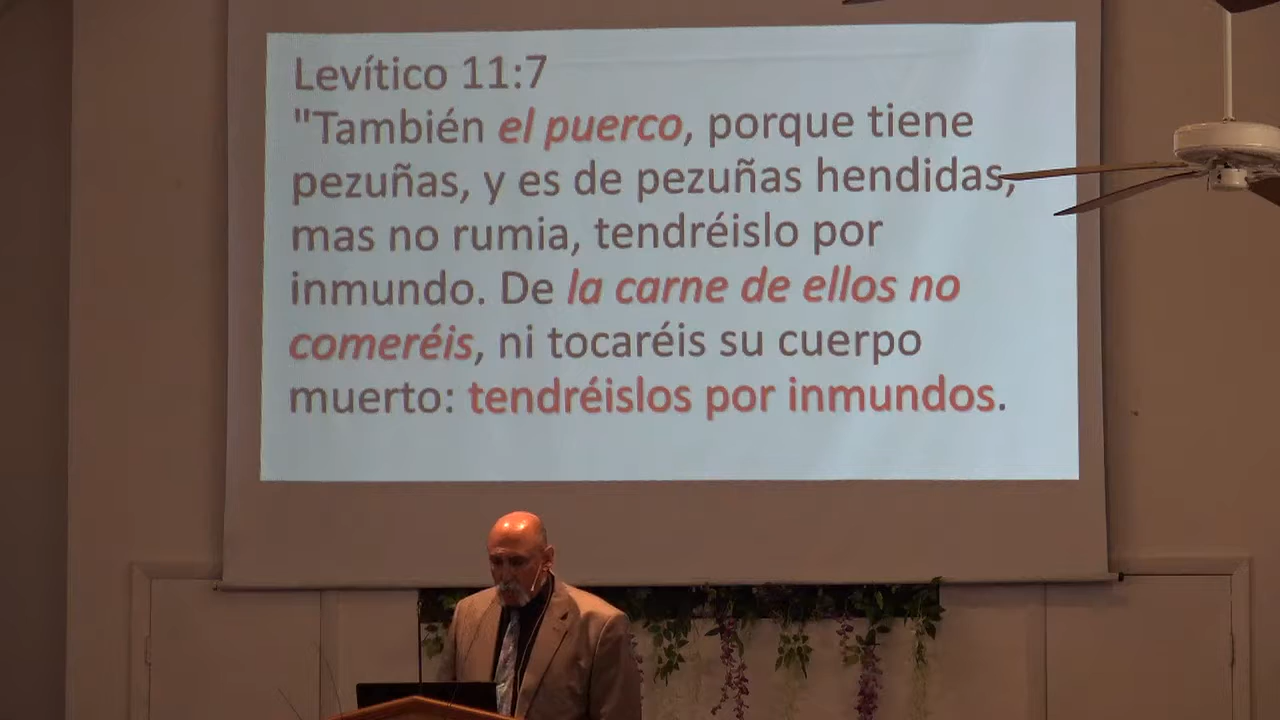 Levítico 11:7
"También el puerco, porque tiene
pezuñas, y es de pezuñas hendidas,
mas no rumia, tendréislo por
inmundo. De la carne de ellos no
comeréis, ni tocaréis su cuerpo
muerto: tendréislos por inmundos.